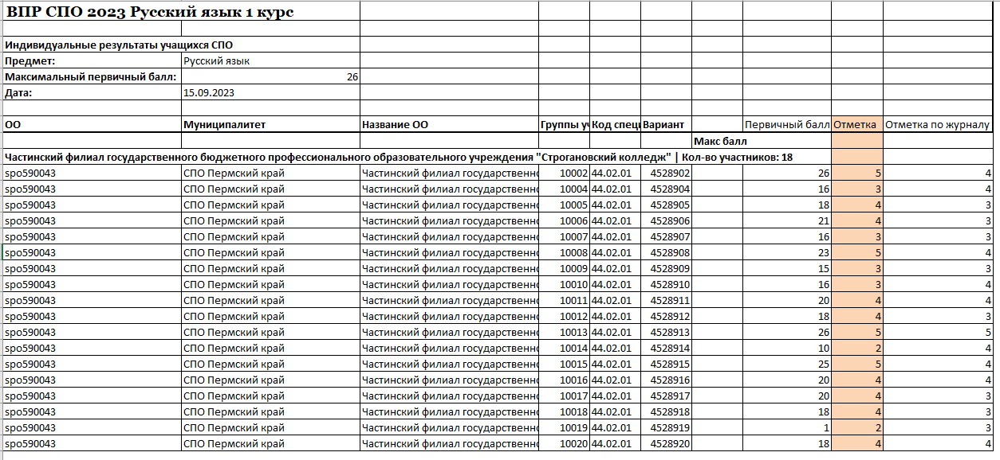 ВПР СПО 2023 Русский язык 1 курс
Индивидуальные результаты учащихся СПО
Предмет: Русский язык
Максимальный первичный балл: 26
Дата: 15.09.2023
ОО Муниципалитет Название ОО Группы уч Код специ Вариант Первичный балл Отметка Отметка по журналу
Макс балл
Частинский филиал государственного бюджетного профессионального образовательного учреждения "Строгановский колледж" | Кол-во участников: 18
spo590043 СПО Пермский край Частинский филиал государственно 10002 44.02.01 4528902 26 5 4
spo590043 СПО Пермский край Частинский филиал государственно 10004 44.02.01 4528904 16 3 4
spo590043 СПО Пермский край Частинский филиал государственно 10005 44.02.01 4528905 18 4 3
spo590043 СПО Пермский край Частинский филиал государственно 10006 44.02.01 4528906 21 4 3
spo590043 СПО Пермский край Частинский филиал государственно 10007 44.02.01 4528907 16 3 3
spo590043 СПО Пермский край Частинский филиал государственно 10008 44.02.01 4528908 23 5 4
spo590043 СПО Пермский край Частинский филиал государственно 10009 44.02.01 4528909 15 3 3
spo590043 СПО Пермский край Частинский филиал государственно 10010 44.02.01 4528910 16 3 4
spo590043 СПО Пермский край Частинский филиал государственно 10011 44.02.01 4528911 20 4 4
spo590043 СПО Пермский край Частинский филиал государственно 10012 44.02.01 4528912 18 4 3
spo590043 СПО Пермский край Частинский филиал государственно 10013 44.02.01 4528913 26 5 5
spo590043 СПО Пермский край Частинский филиал государственно 10014 44.02.01 4528914 10 2 4
spo590043 СПО Пермский край Частинский филиал государственно 10015 44.02.01 4528915 25 5 4
spo590043 СПО Пермский край Частинский филиал государственно 10016 44.02.01 4528916 20 4 4
spo590043 СПО Пермский край Частинский филиал государственно 10017 44.02.01 4528917 20 4 3
spo590043 СПО Пермский край Частинский филиал государственно 10018 44.02.01 4528918 18 4 3
spo590043 СПО Пермский край Частинский филиал государственно 10019 44.02.01 4528919 1 2 3
spo590043 СПО Пермский край Частинский филиал государственно 10020 44.02.01 4528920 18 4 4